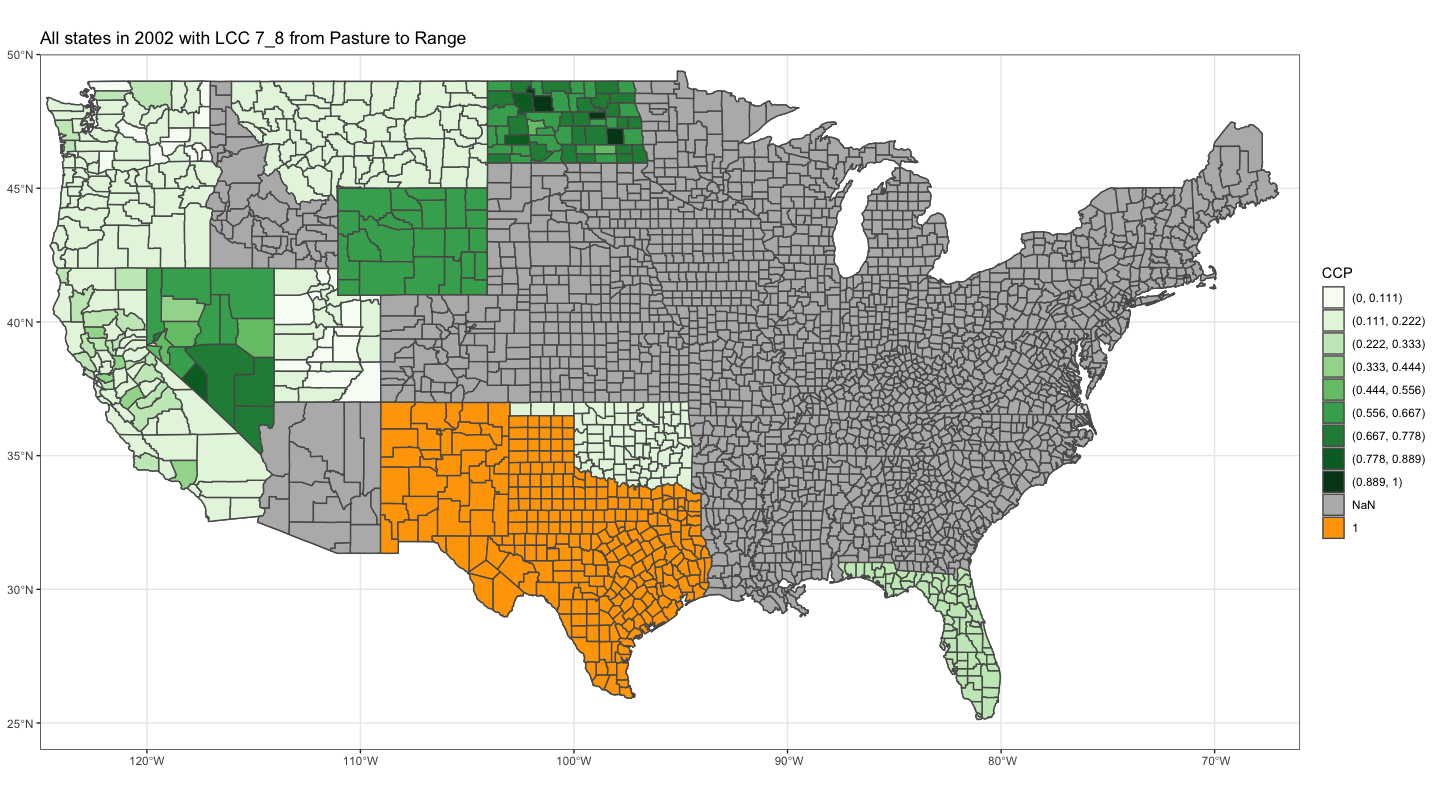 All states in 2002 with LCC 7_8 from Pasture to Range
50°N
45°N
40°N
35°N
30°N
25°N
120°W
110°W
100°W
90°W
80°W
70°W
CCP
(0, 0.111)
(0.111, 0.222)
(0.222, 0.333)
(0.333, 0.444)
(0.444, 0.556)
(0.556, 0.667)
(0.667, 0.778)
(0.778, 0.889)
(0.889, 1)
NaN
1